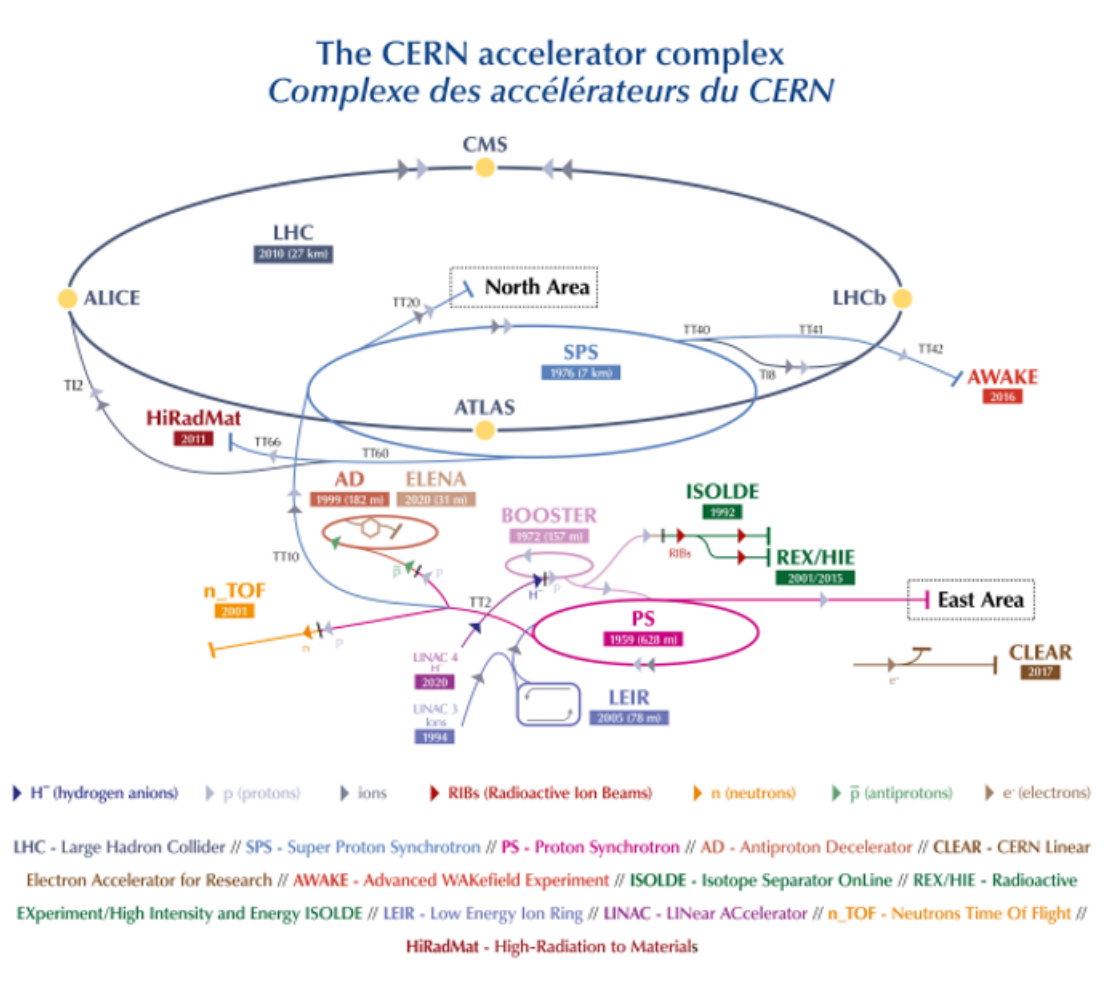 The CERN accelerator complex
Complexe des accélérateurs du CERN
CMS
LHC
2010 (27 km)
ALICE
LHCb
TT20
North Area
SPS
1976 (7 km)
TT40
TT41
TI8
TT42
AWAKE
2016
TI2
HiRadMat
2011
ATLAS
TT66
TT60
AD
1999 (182 m)
ELENA
2020 (31 m)
TT10
p̅
p
BOOSTER
1972 (157 m)
H⁻
p
ISOLDE
1992
RIBs
REX/HIE
2001/2015
n_TOF
2001
n
p
TT2
East Area
PS
1959 (628 m)
LINAC 4
H⁻
2020
LINAC 3
Ions
1994
LEIR
2005 (78 m)
e⁻
CLEAR
2017
H⁻ (hydrogen anions) p (protons) ions RIBs (Radioactive Ion Beams) n (neutrons) p̅ (antiprotons) e⁻ (electrons)
LHC - Large Hadron Collider // SPS - Super Proton Synchrotron // PS - Proton Synchrotron // AD - Antiproton Decelerator // CLEAR - CERN Linear
Electron Accelerator for Research // AWAKE - Advanced WAKefield Experiment // ISOLDE - Isotope Separator OnLine // REX/HIE - Radioactive
EXperiment/High Intensity and Energy ISOLDE // LEIR - Low Energy Ion Ring // LINAC - LINear ACcelerator // n_TOF - Neutrons Time Of Flight //
HiRadMat - High-Radiation to Materials